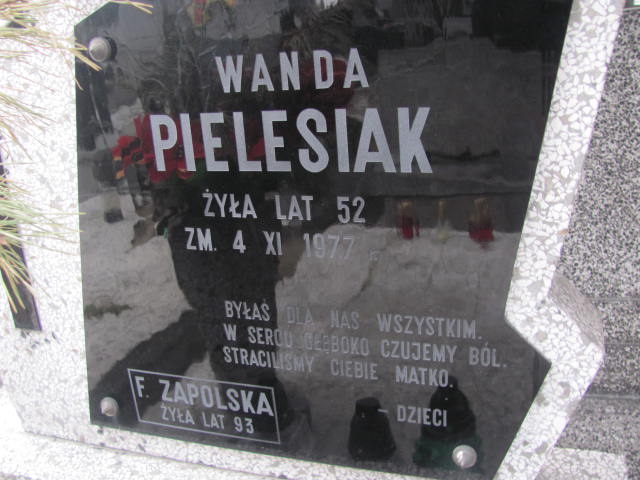 WANDA
PIELESIAK
ŻYŁA LAT 52
ZM. 4 XI 1977 r.
BYŁAŚ DLA NAS WSZYSTKIM.
W SERCU GŁĘBOKO CZUJEMY BÓL.
STRACILIŚMY CIEBIE MATKO.
- DZIECI
F. ZAPOLSKA
ŻYŁA LAT 93